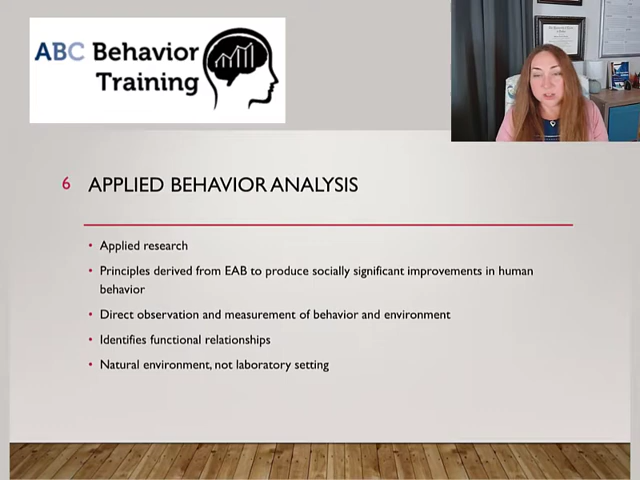 ABC Behavior
Training
6 APPLIED BEHAVIOR ANALYSIS
• Applied research
• Principles derived from EAB to produce socially significant improvements in human
behavior
• Direct observation and measurement of behavior and environment
• Identifies functional relationships
• Natural environment, not laboratory setting